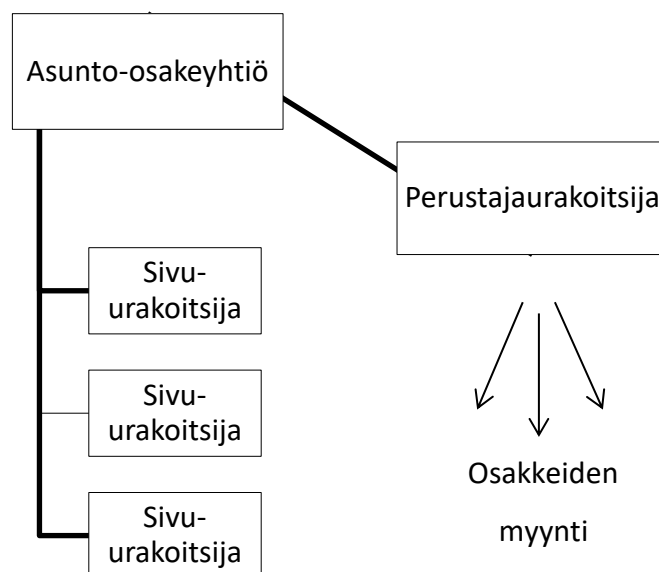 Asunto-osakeyhtiö
Perustajaurakoitsija
Sivu-
urakoitsija
Sivu-
urakoitsija
Sivu-
urakoitsija
Osakkeiden
myynti